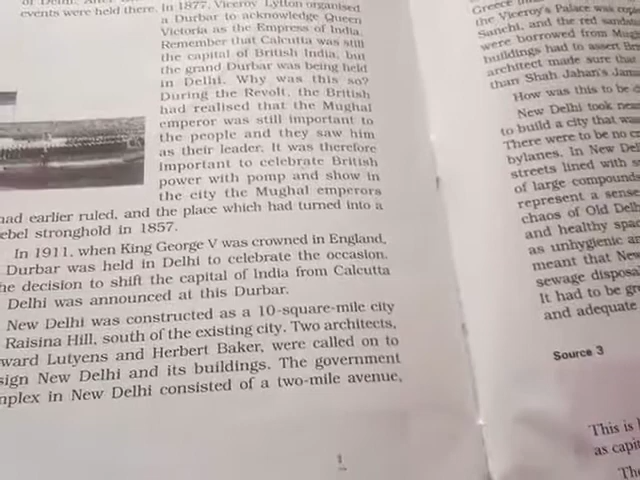 events were held there. In 1877, Viceroy Lytton organised
a Durbar to acknowledge Queen
Victoria as the Empress of India.
Remember that Calcutta was still
the capital of British India, but
the grand Durbar was being held
in Delhi. Why was this so?
During the Revolt, the British
had realised that the Mughal
emperor was still important to
the people and they saw him
as their leader. It was therefore
important to celebrate British
power with pomp and show in
the city the Mughal emperors
had earlier ruled, and the place which had turned into a
ebel stronghold in 1857.
In 1911, when King George V was crowned in England,
Durbar was held in Delhi to celebrate the occasion.
he decision to shift the capital of India from Calcutta
Delhi was announced at this Durbar.
New Delhi was constructed as a 10-square-mile city
Raisina Hill, south of the existing city. Two architects,
ward Lutyens and Herbert Baker, were called on to
sign New Delhi and its buildings. The government
mplex in New Delhi consisted of a two-mile avenue,
1
Greece
the Viceroy's Palace was
Sanchi, and the red sands
were borrowed from Mugh
buildings had to assert Br
architect made sure that
than Shah Jahan's Jam
How was this to be d
New Delhi took nea
to build a city that wa
There were to be no c
bylanes. In New Del
streets lined with
of large compounds
represent a sens
chaos of Old Delh
and healthy spac
as unhygienic an
meant that New
sewage disposa
It had to be gr
and adequate
Source 3
This is
as capit
The